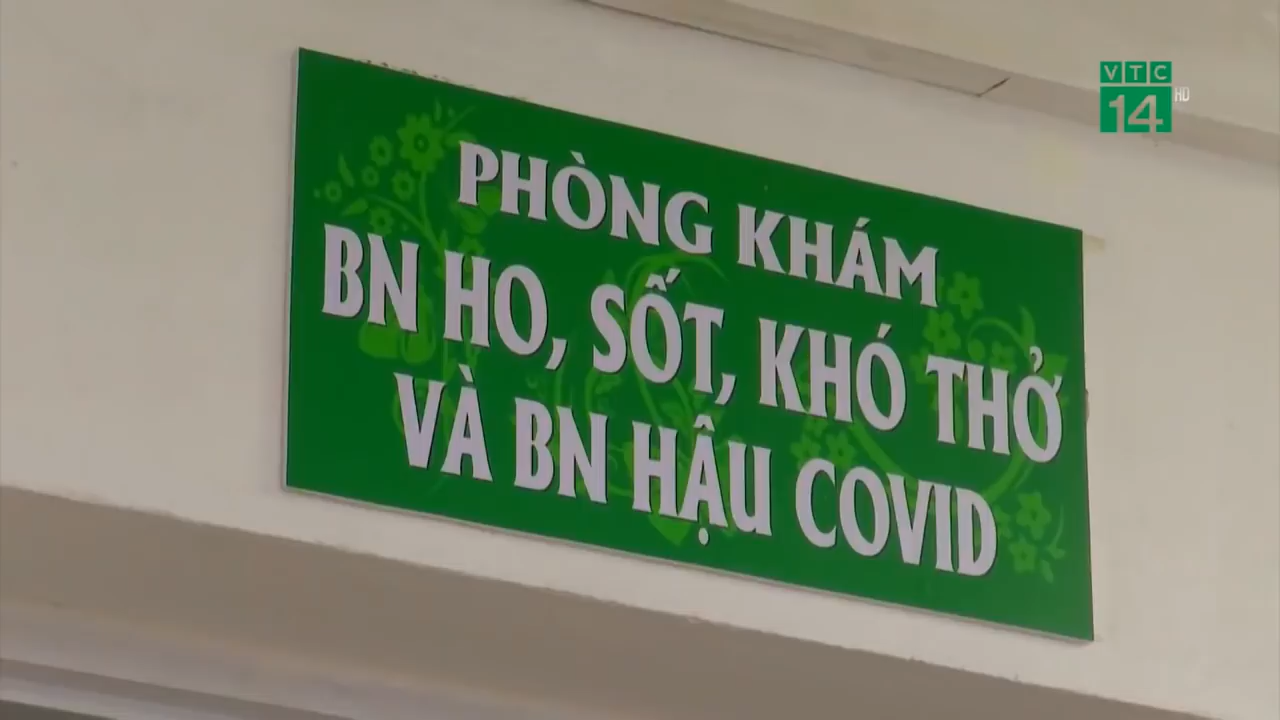 VTC
14 HD
PHÒNG KHÁM
BN HO, SỐT, KHÓ THỞ
VÀ BN HẬU COVID